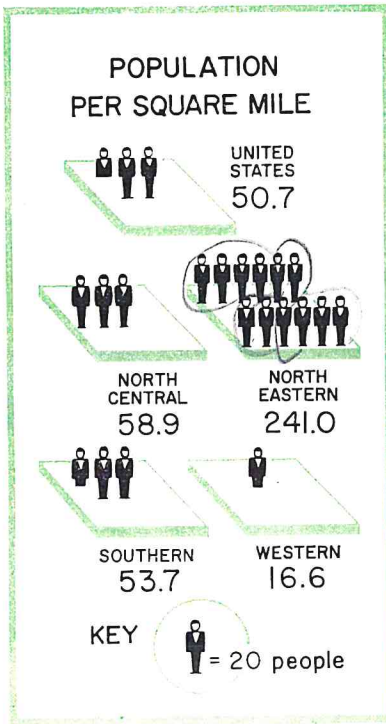 POPULATION
PER SQUARE MILE
UNITED
STATES
50.7
NORTH
CENTRAL
58.9
NORTH
EASTERN
241.0
SOUTHERN
53.7
WESTERN
16.6
KEY
= 20 people